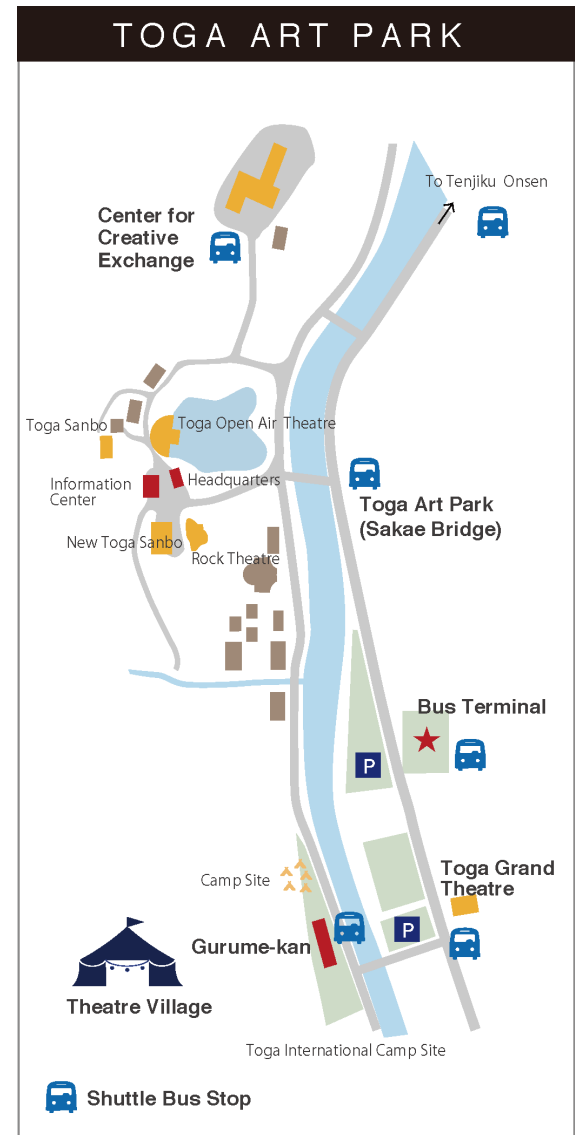 TOGA ART PARK
To Tenjiku Onsen
Center for
Creative
Exchange
Toga Sanbo
Toga Open Air Theatre
Information
Center
Headquarters
Toga Art Park
(Sakae Bridge)
New Toga Sanbo
Rock Theatre
Bus Terminal
P
Toga Grand
Theatre
Camp Site
P
Gurume-kan
Theatre Village
Toga International Camp Site
Shuttle Bus Stop